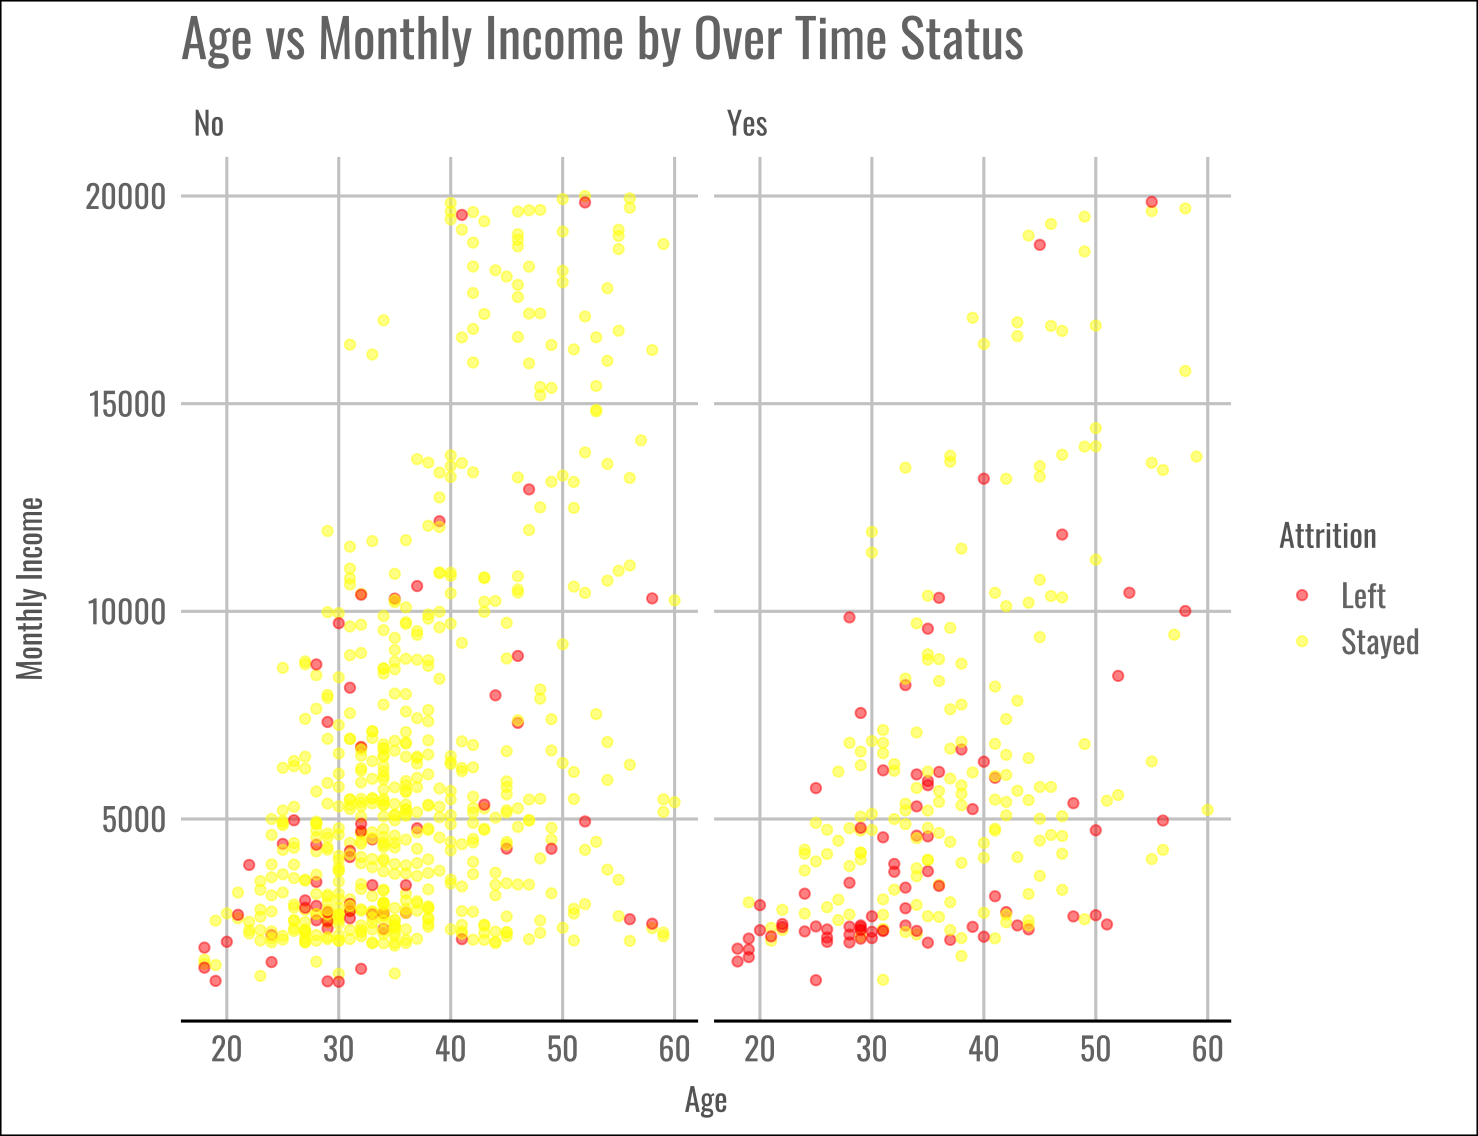 Age vs Monthly Income by Over Time Status
No
Yes
20000
15000
10000
5000
Monthly Income
20 30 40 50 60
20 30 40 50 60
Age
Attrition
Left
Stayed